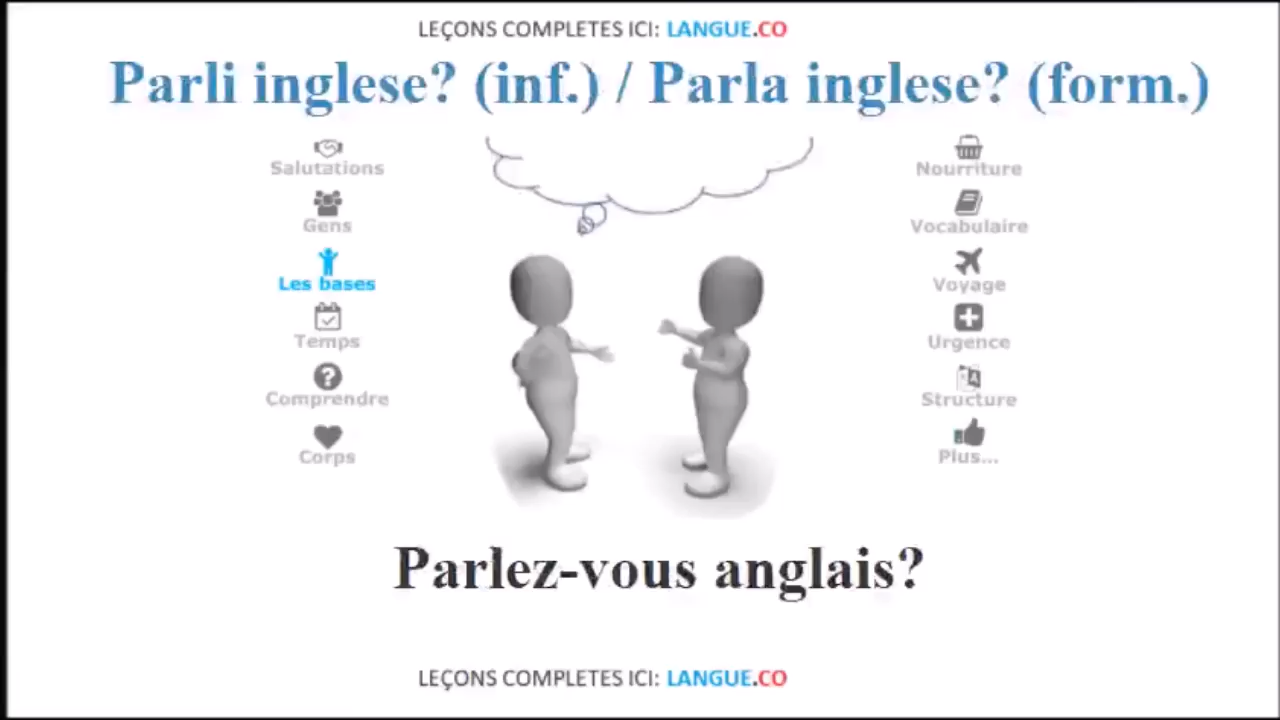 LEÇONS COMPLETES ICI: LANGUE.CO
Parli inglese? (inf.) / Parla inglese? (form.)
Salutations
Gens
Les bases
Temps
Comprendre
Corps
Nourriture
Vocabulaire
Voyage
Urgence
Structure
Plus...
Parlez-vous anglais?
LEÇONS COMPLETES ICI: LANGUE.CO